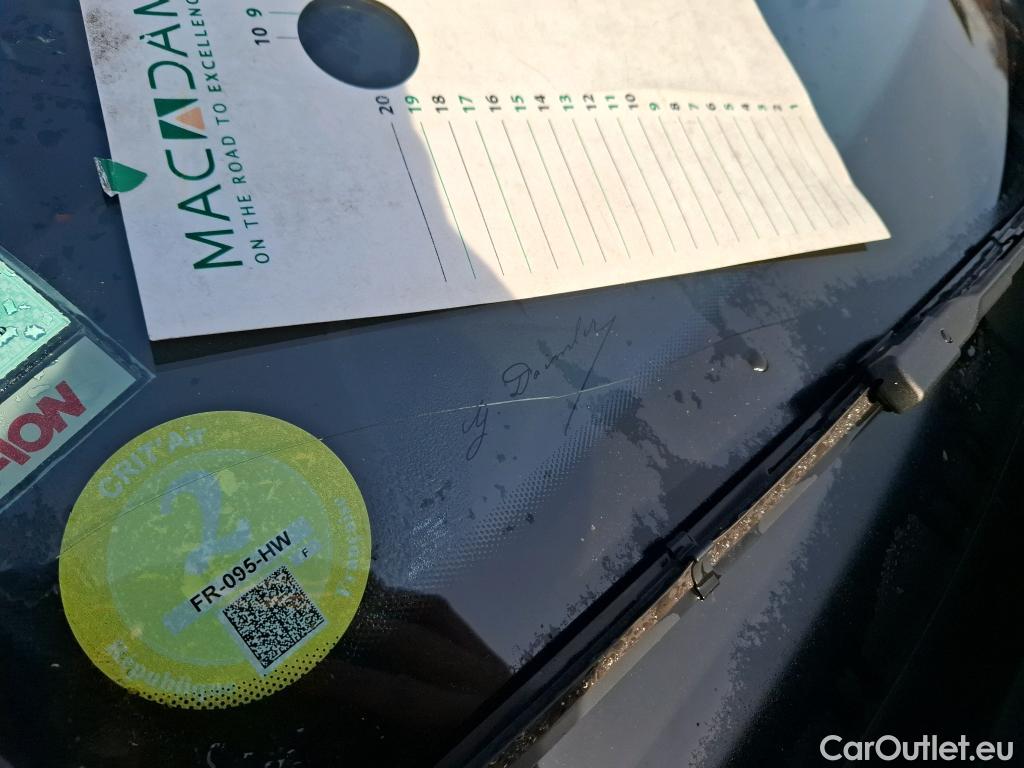 MACADAM
ON THE ROAD TO EXCELLENCE
10 9
20
19
18
17
16
15
14
13
12
11
10
9
8
7
6
5
4
3
2
1
ION
CRIT'Air
2
FR-095-HW
F
République
CarOutlet.eu